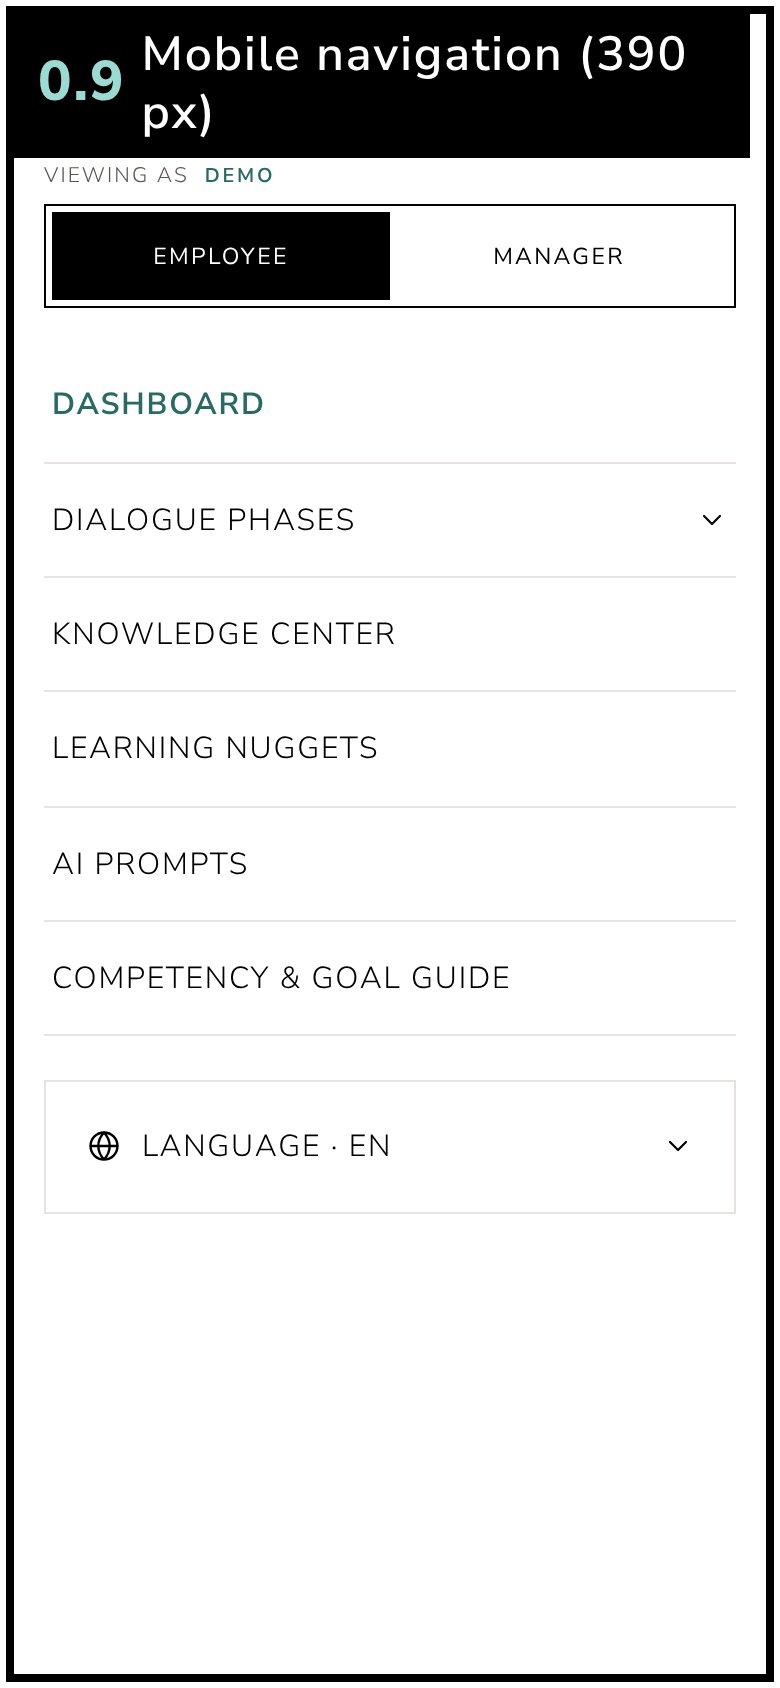 0.9 Mobile navigation (390
px)
VIEWING AS DEMO
EMPLOYEE MANAGER
DASHBOARD
DIALOGUE PHASES
KNOWLEDGE CENTER
LEARNING NUGGETS
AI PROMPTS
COMPETENCY & GOAL GUIDE
LANGUAGE · EN